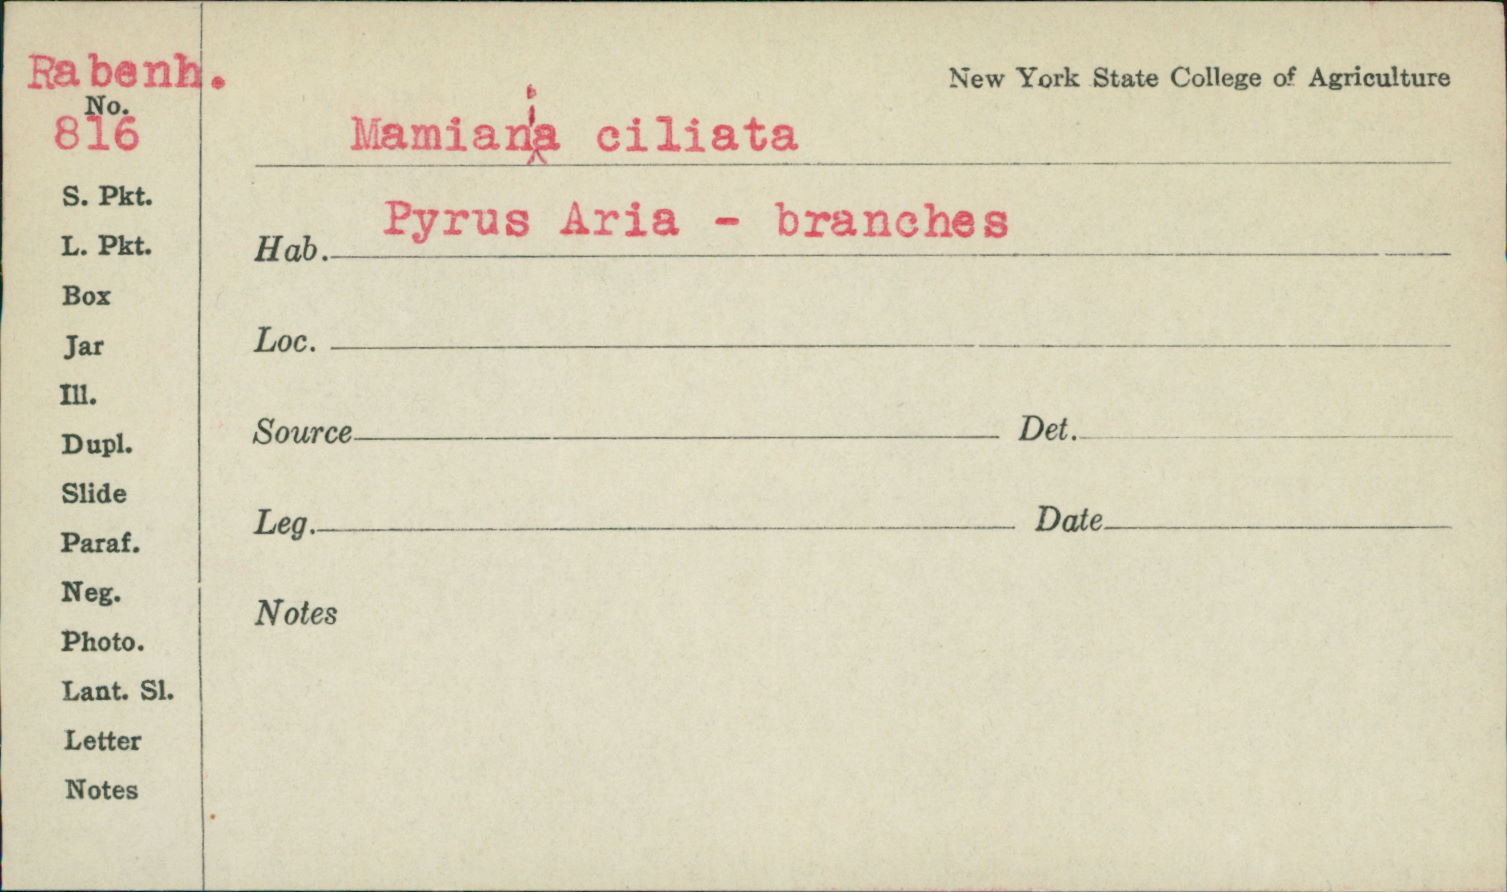 Rabenh.
No.
816
S. Pkt.
L. Pkt.
Box
Jar
Ill.
Dupl.
Slide
Paraf.
Neg.
Photo.
Lant. Sl.
Letter
Notes
New York State College of Agriculture
Mamiania ciliata
Hab. Pyrus Aria - branches
Loc.
Source Det.
Leg. Date
Notes